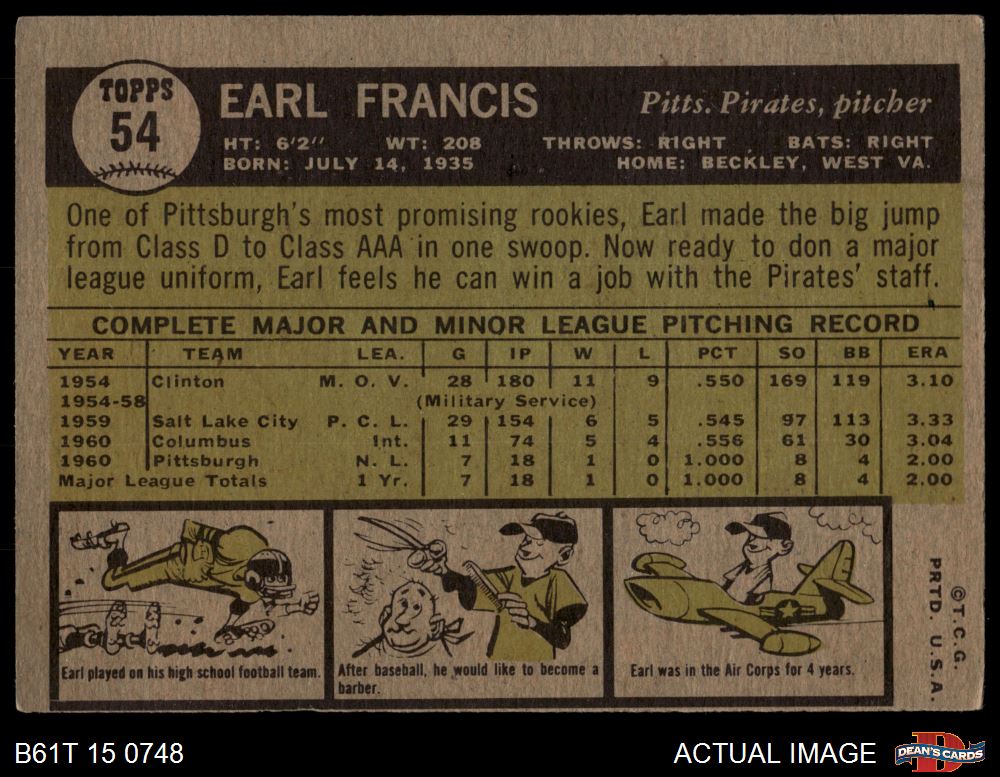 TOPPS
54
EARL FRANCIS
Pitts. Pirates, pitcher
HT: 6'2" WT: 208 THROWS: RIGHT BATS: RIGHT
BORN: JULY 14, 1935 HOME: BECKLEY, WEST VA.
One of Pittsburgh's most promising rookies, Earl made the big jump
from Class D to Class AAA in one swoop. Now ready to don a major
league uniform, Earl feels he can win a job with the Pirates' staff.
COMPLETE MAJOR AND MINOR LEAGUE PITCHING RECORD
YEAR TEAM LEA. G IP W L PCT SO BB ERA
1954 Clinton M. O. V. 28 180 11 9 .550 169 119 3.10
1954-58 (Military Service)
1959 Salt Lake City P. C. L. 29 154 6 5 .545 97 113 3.33
1960 Columbus Int. 11 74 5 4 .556 61 30 3.04
1960 Pittsburgh N. L. 7 18 1 0 1.000 8 4 2.00
Major League Totals 1 Yr. 7 18 1 0 1.000 8 4 2.00
Earl played on his high school football team.
After baseball, he would like to become a
barber.
Earl was in the Air Corps for 4 years.
©T.C.G.
PRTD. U.S.A.
B61T 15 0748
ACTUAL IMAGE
D
DEAN'S CARDS